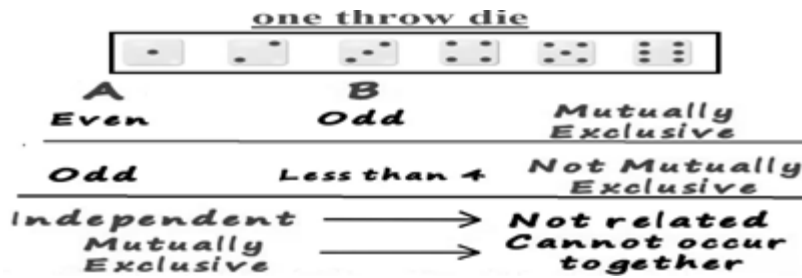 one throw die
A B
Even Odd Mutually Exclusive
Odd Less than 4 Not Mutually Exclusive
Independent → Not related
Mutually Exclusive → Cannot occur together